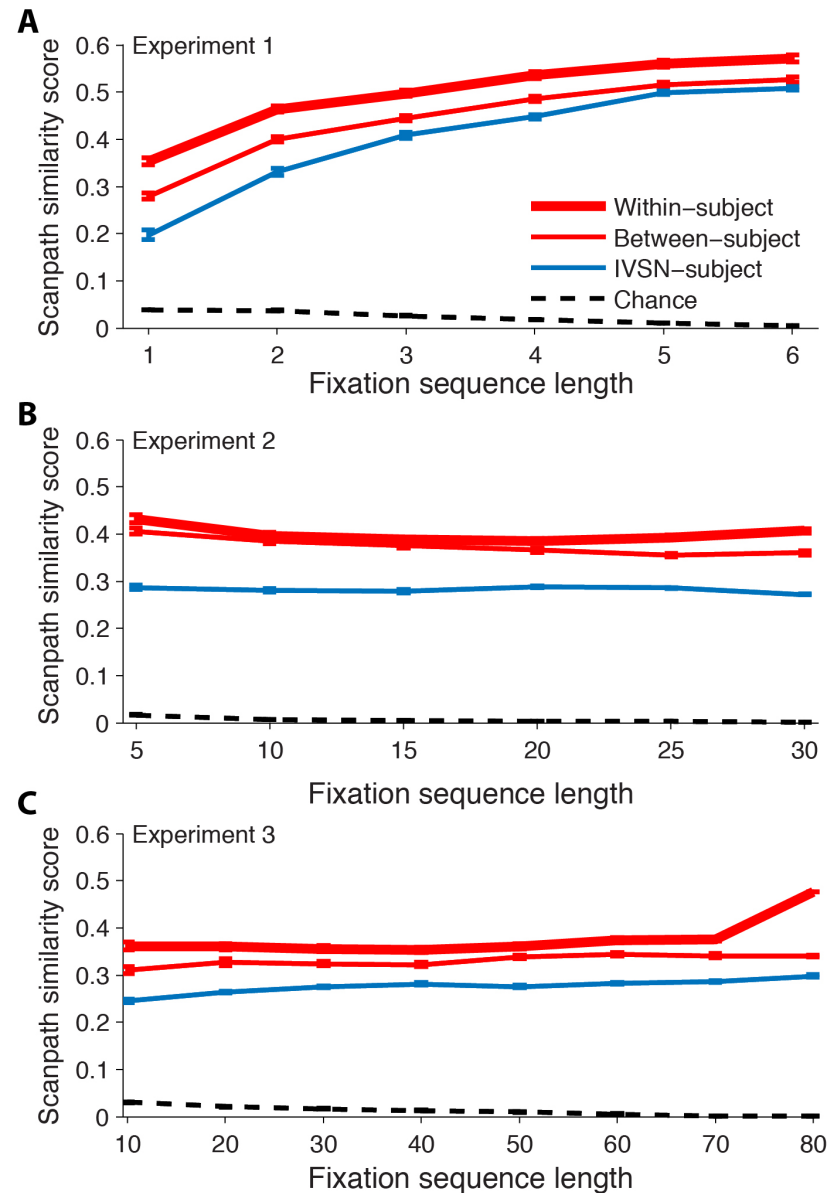 A
Experiment 1
Scanpath similarity score
0.6
0.5
0.4
0.3
0.2
0.1
0
Within−subject
Between−subject
IVSN−subject
Chance
1 2 3 4 5 6
Fixation sequence length
B
Experiment 2
Scanpath similarity score
0.6
0.5
0.4
0.3
0.2
0.1
0
5 10 15 20 25 30
Fixation sequence length
C
Experiment 3
Scanpath similarity score
0.6
0.5
0.4
0.3
0.2
0.1
0
10 20 30 40 50 60 70 80
Fixation sequence length